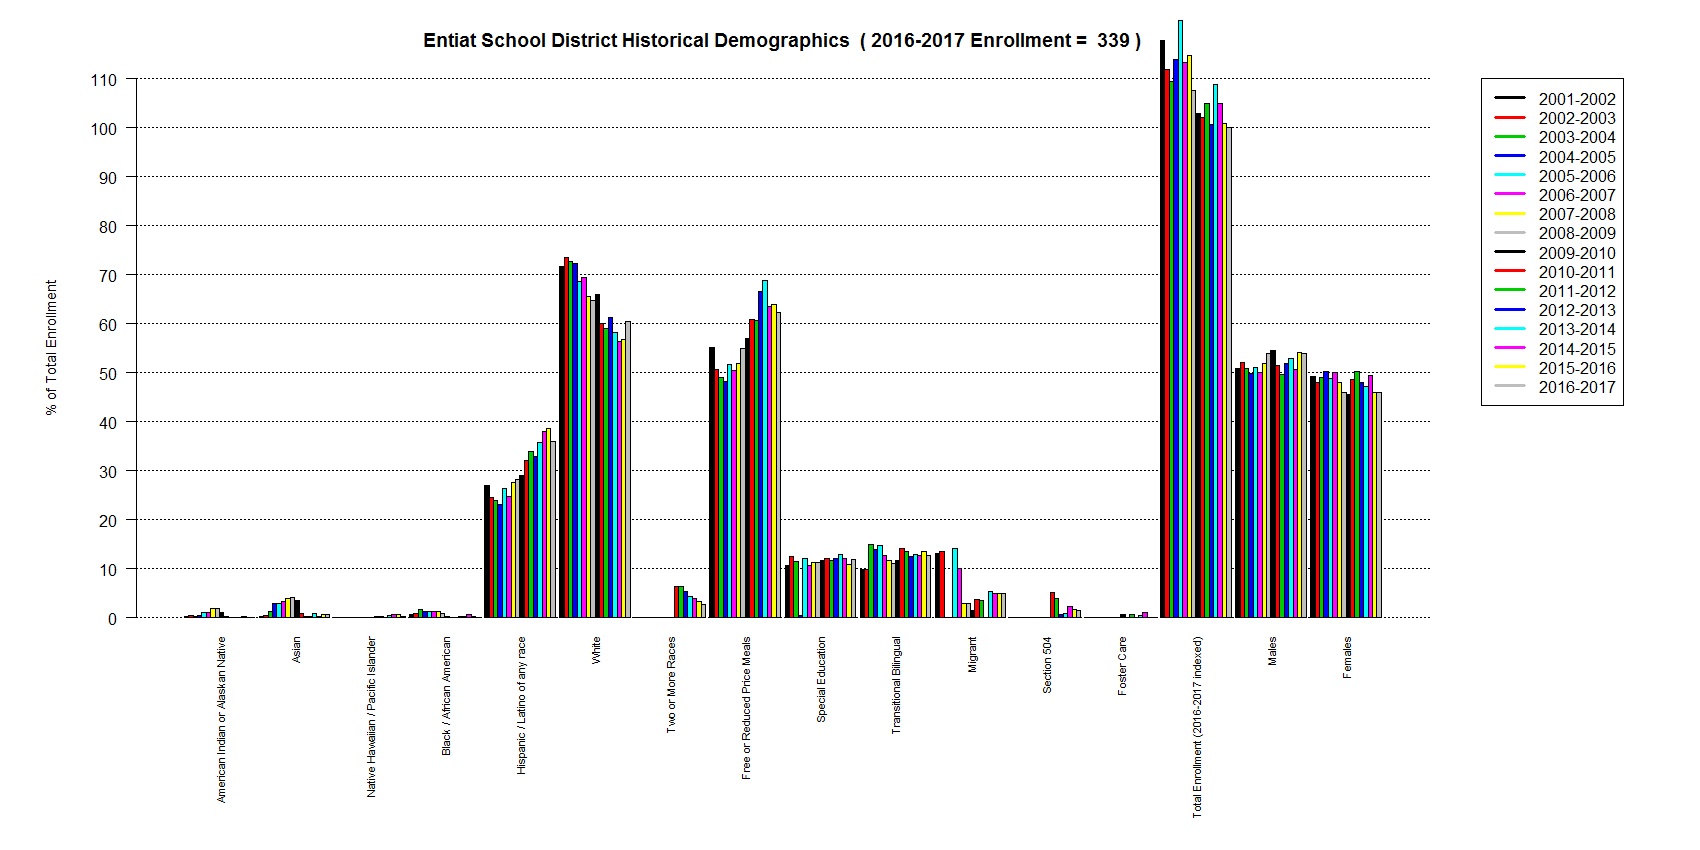 Entiat School District Historical Demographics ( 2016-2017 Enrollment = 339 )
% of Total Enrollment
110
100
90
80
70
60
50
40
30
20
10
0
American Indian or Alaskan Native
Asian
Native Hawaiian / Pacific Islander
Black / African American
Hispanic / Latino of any race
White
Two or More Races
Free or Reduced Price Meals
Special Education
Transitional Bilingual
Migrant
Section 504
Foster Care
Total Enrollment (2016-2017 indexed)
Males
Females
2001-2002
2002-2003
2003-2004
2004-2005
2005-2006
2006-2007
2007-2008
2008-2009
2009-2010
2010-2011
2011-2012
2012-2013
2013-2014
2014-2015
2015-2016
2016-2017